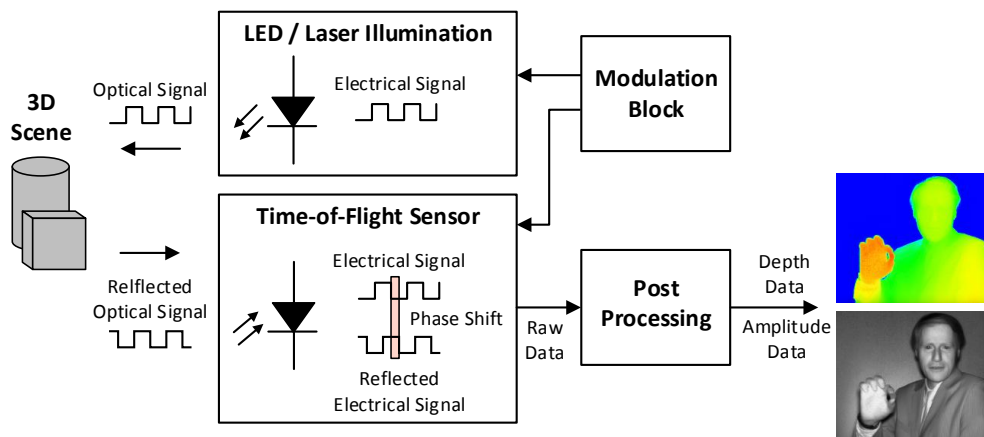 LED / Laser Illumination
Electrical Signal
Modulation
Block
Optical Signal
3D
Scene
Time-of-Flight Sensor
Electrical Signal
Phase Shift
Reflected
Electrical Signal
Relflected
Optical Signal
Raw
Data
Post
Processing
Depth
Data
Amplitude
Data